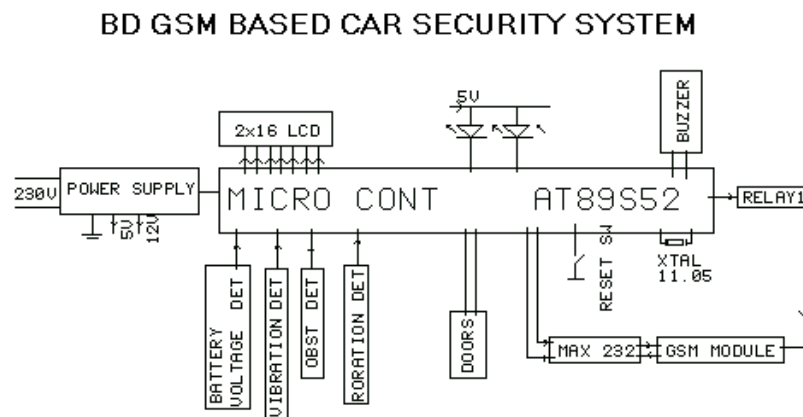 BD GSM BASED CAR SECURITY SYSTEM
5V
2x16 LCD
BUZZER
230V
POWER SUPPLY
MICRO CONT
AT89S52
RELAY1
5V
12V
BATTERY
VOLTAGE DET
VIBRATION DET
OBST DET
RORATION DET
DOORS
RESET SW
XTAL
11.05
MAX 232
GSM MODULE